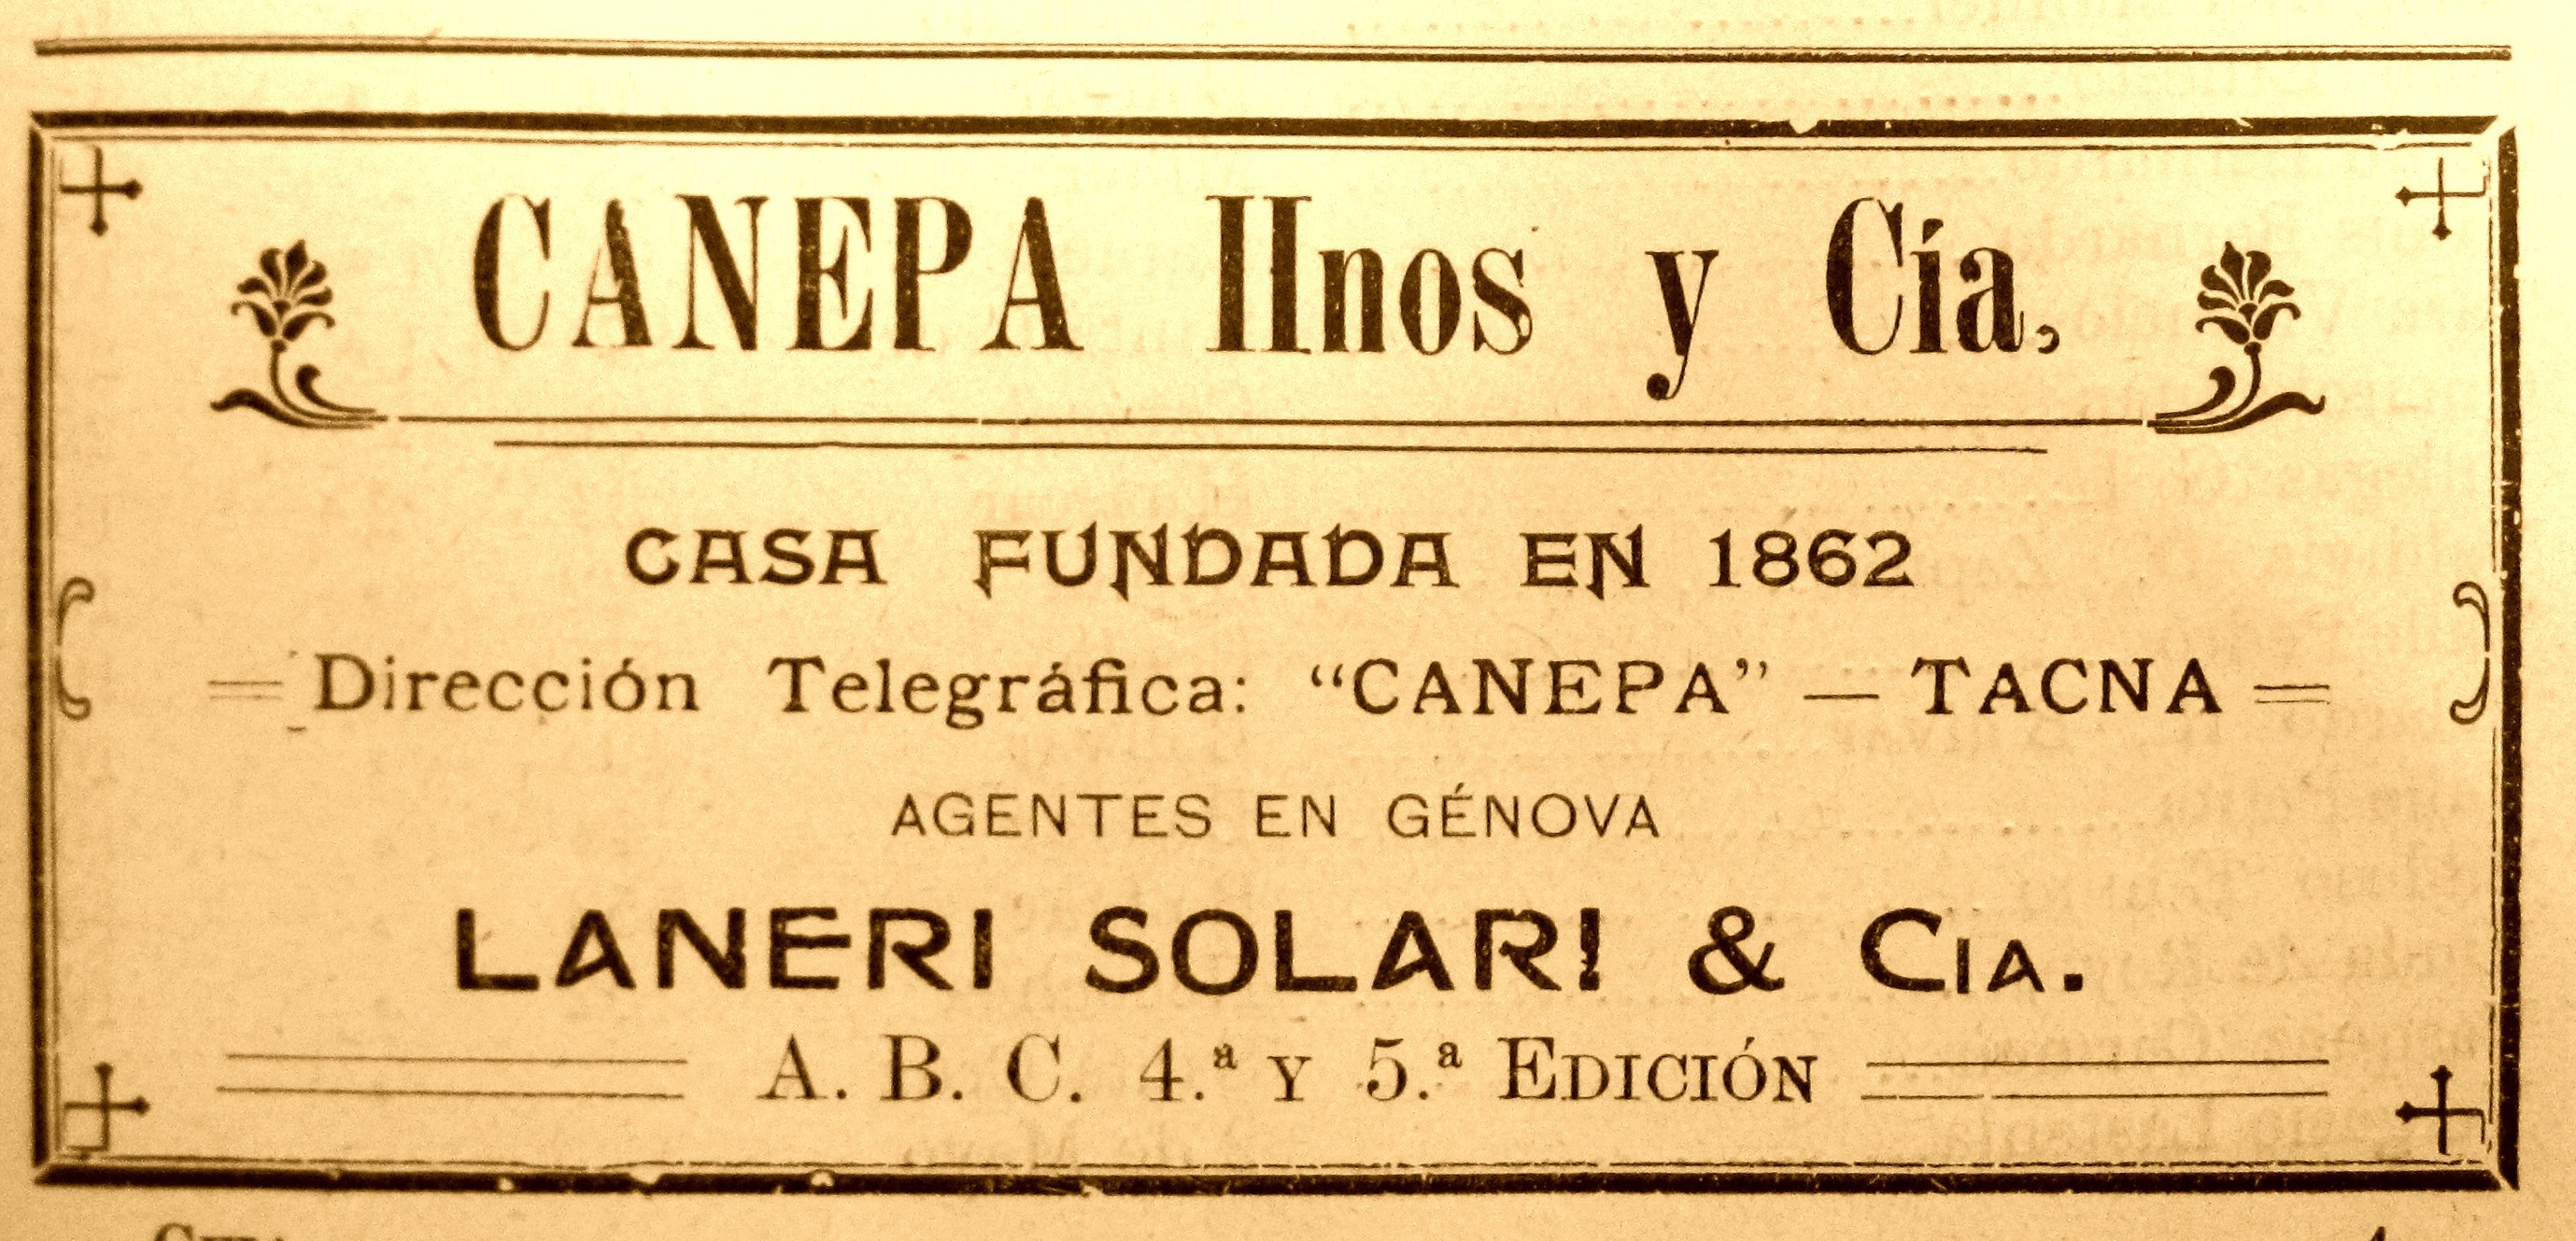 CANEPA Hnos y Cía,
CASA FUNDADA EN 1862
= Dirección Telegráfica: “CANEPA” — TACNA =
AGENTES EN GÉNOVA
LANERI SOLARI & CIA.
A. B. C. 4.ª Y 5.ª EDICIÓN